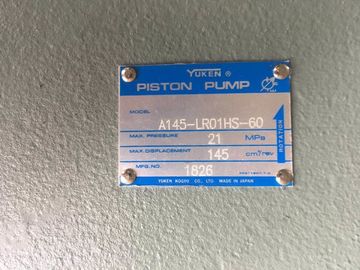 YUKEN ®
PISTON PUMP
MODEL
A145-LR01HS-60
MAX. PRESSURE 21 MPa
MAX. DISPLACEMENT 145 cm³/rev
MFG. NO. 1826
YUKEN KOGYO CO., LTD. MADE IN JAPAN
ROTATION